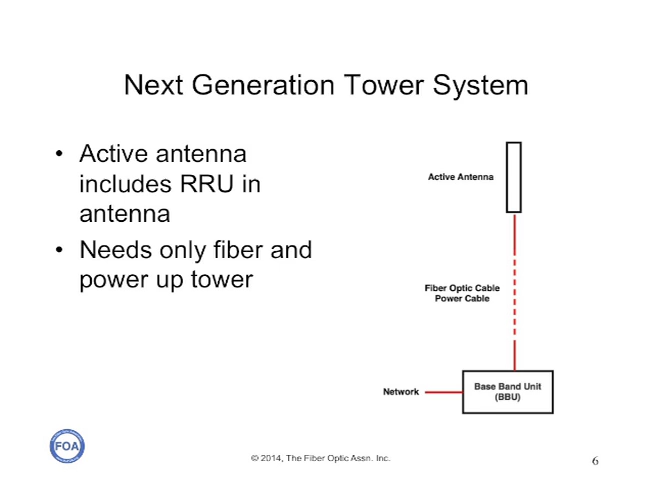 Next Generation Tower System
• Active antenna
includes RRU in
antenna
• Needs only fiber and
power up tower
Active Antenna
Fiber Optic Cable
Power Cable
Network
Base Band Unit
(BBU)
FOA
© 2014, The Fiber Optic Assn. Inc.
6